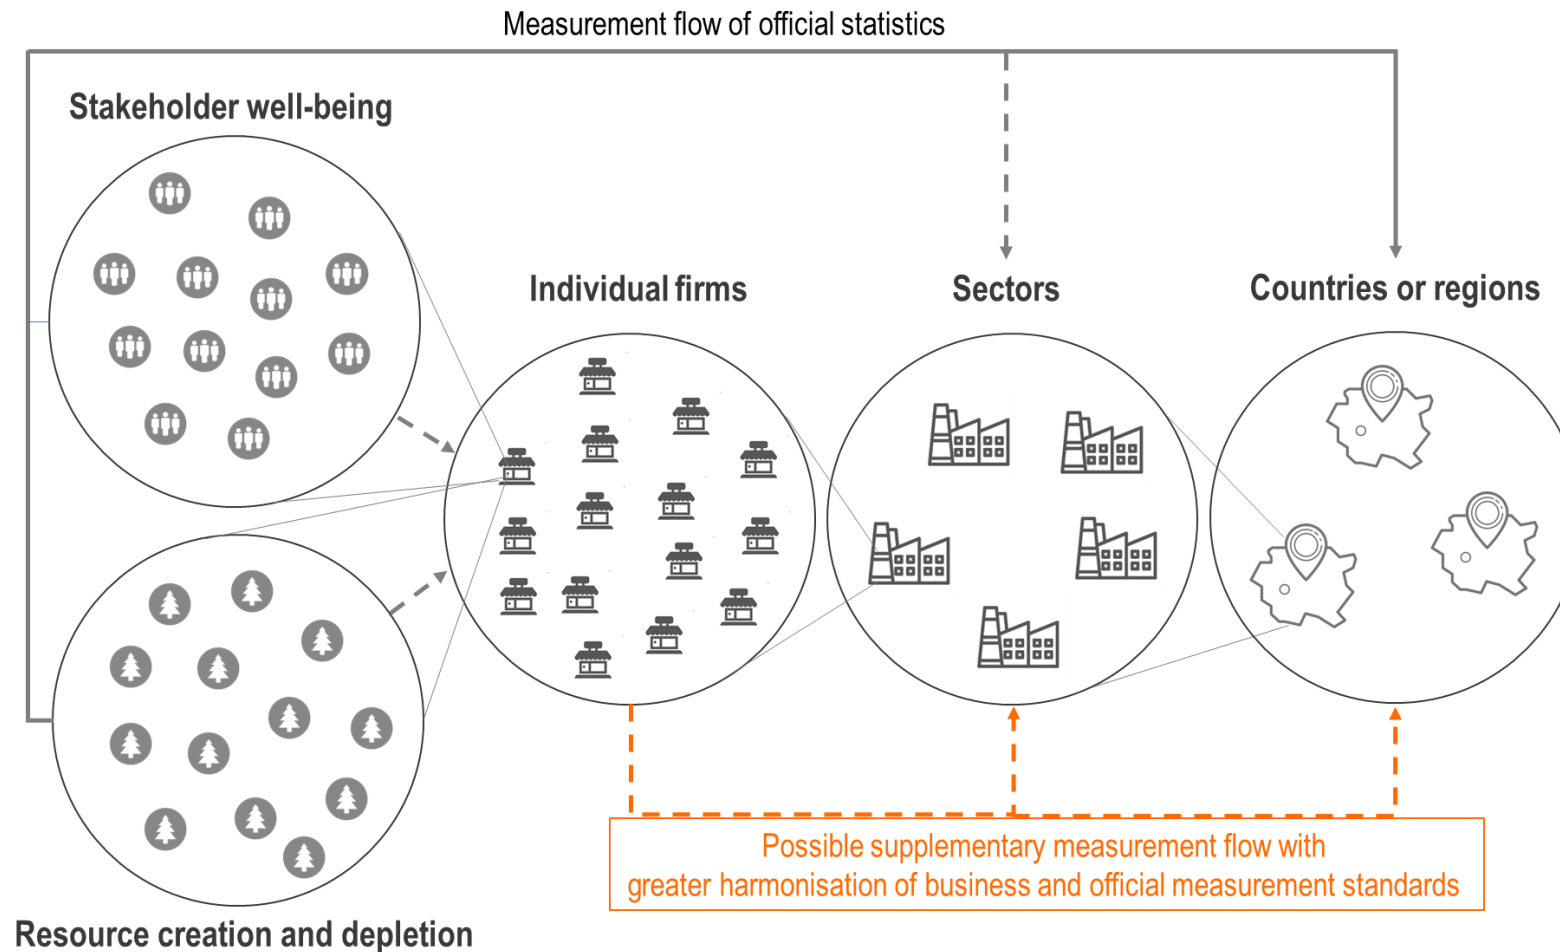 Measurement flow of official statistics
Stakeholder well-being
Individual firms
Sectors
Countries or regions
Possible supplementary measurement flow with
greater harmonisation of business and official measurement standards
Resource creation and depletion